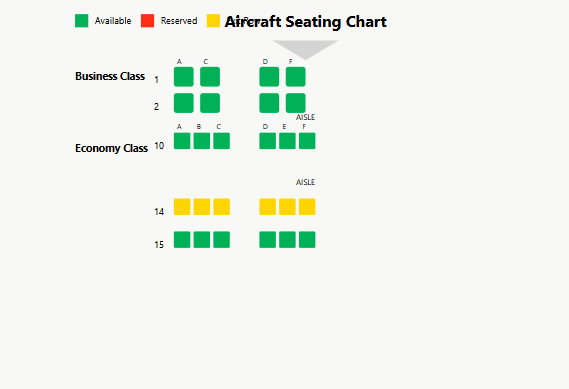 Available Reserved Aircraft Seating Chart
A C D F
Business Class 1
2
AISLE
A B C D E F
Economy Class 10
AISLE
14
15